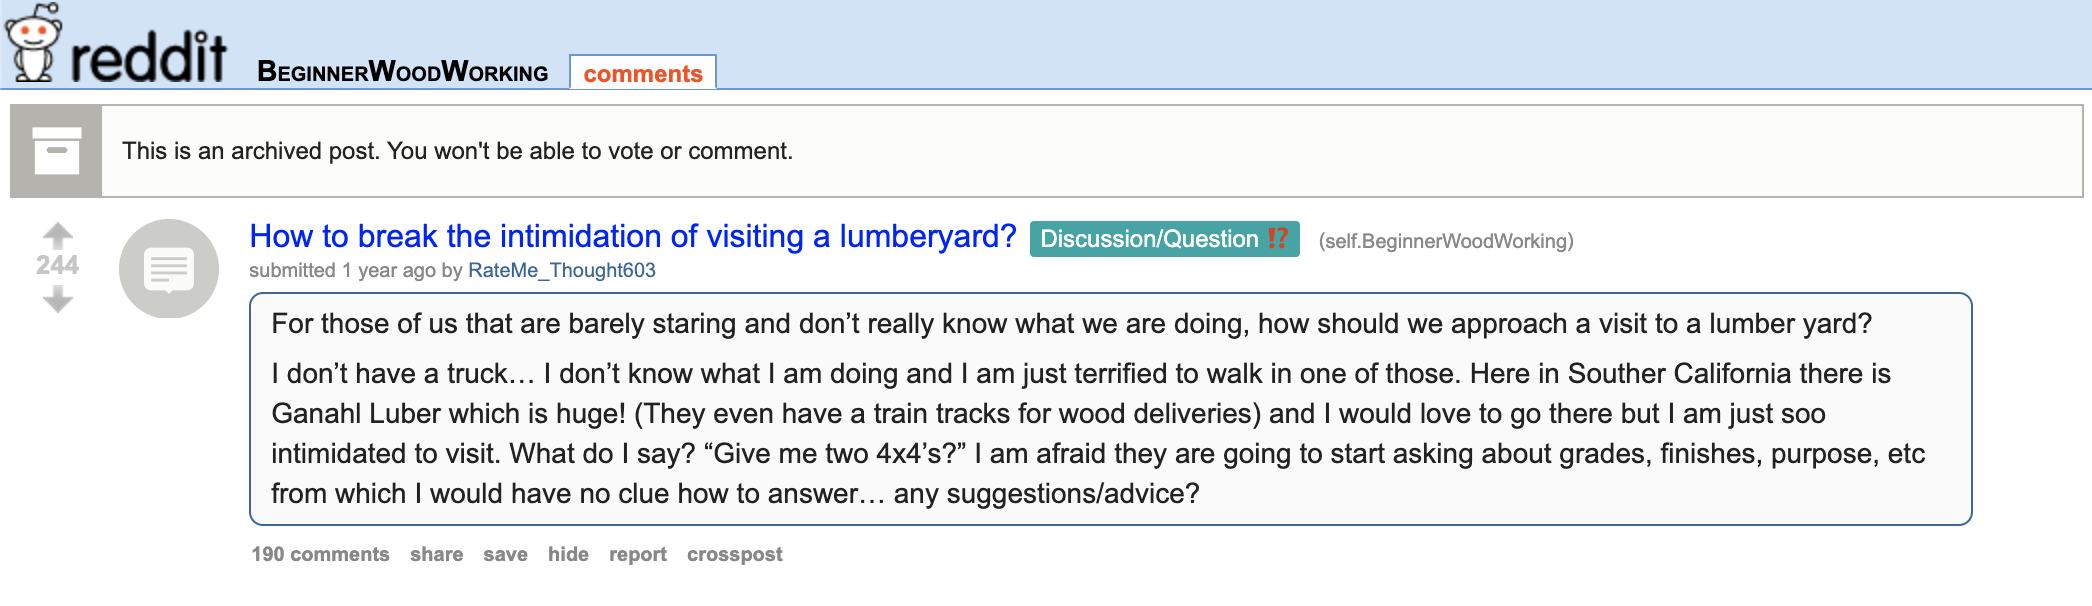 reddit BEGINNERWOODWORKING comments
This is an archived post. You won't be able to vote or comment.
244
How to break the intimidation of visiting a lumberyard? Discussion/Question ⁉️ (self.BeginnerWoodWorking)
submitted 1 year ago by RateMe_Thought603
For those of us that are barely staring and don’t really know what we are doing, how should we approach a visit to a lumber yard?
I don’t have a truck… I don’t know what I am doing and I am just terrified to walk in one of those. Here in Souther California there is
Ganahl Luber which is huge! (They even have a train tracks for wood deliveries) and I would love to go there but I am just soo
intimidated to visit. What do I say? “Give me two 4x4’s?” I am afraid they are going to start asking about grades, finishes, purpose, etc
from which I would have no clue how to answer… any suggestions/advice?
190 comments share save hide report crosspost